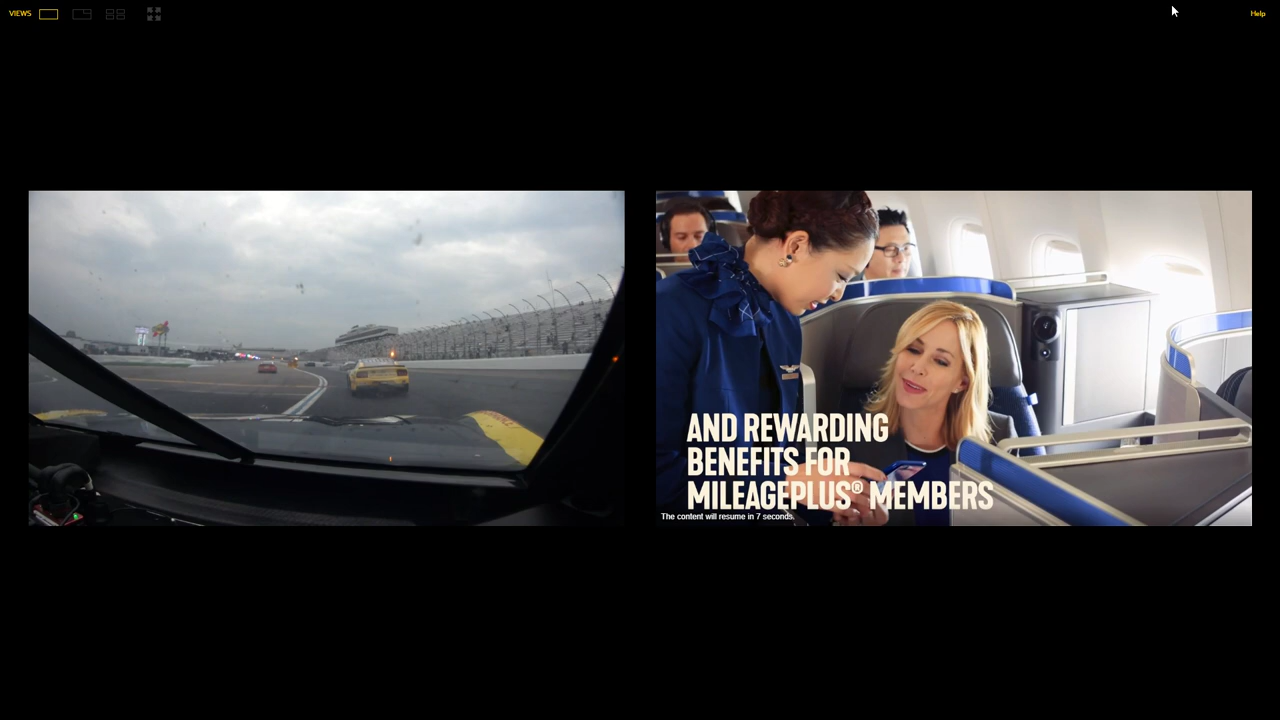 VIEWS
Help
AND REWARDING
BENEFITS FOR
MILEAGEPLUS® MEMBERS
The content will resume in 7 seconds.